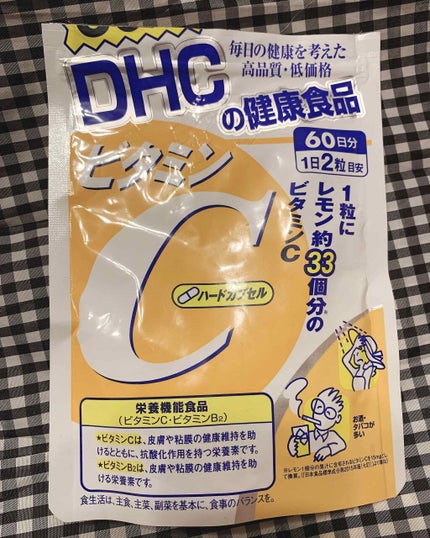 毎日の健康を考えた
高品質・低価格
DHC
の健康食品
60日分
1日2粒目安
ビタミン
C
1粒に
レモン約33個分の
ビタミンC
ハードカプセル
栄養機能食品
(ビタミンC・ビタミンB2)
★ビタミンCは、皮膚や粘膜の健康維持を助
けるとともに、抗酸化作用を持つ栄養素です。
★ビタミンB2は、皮膚や粘膜の健康維持を助
ける栄養素です。
お酒・
タバコが
多い
食生活は、主食、主菜、副菜を基本に、食事のバランスを。